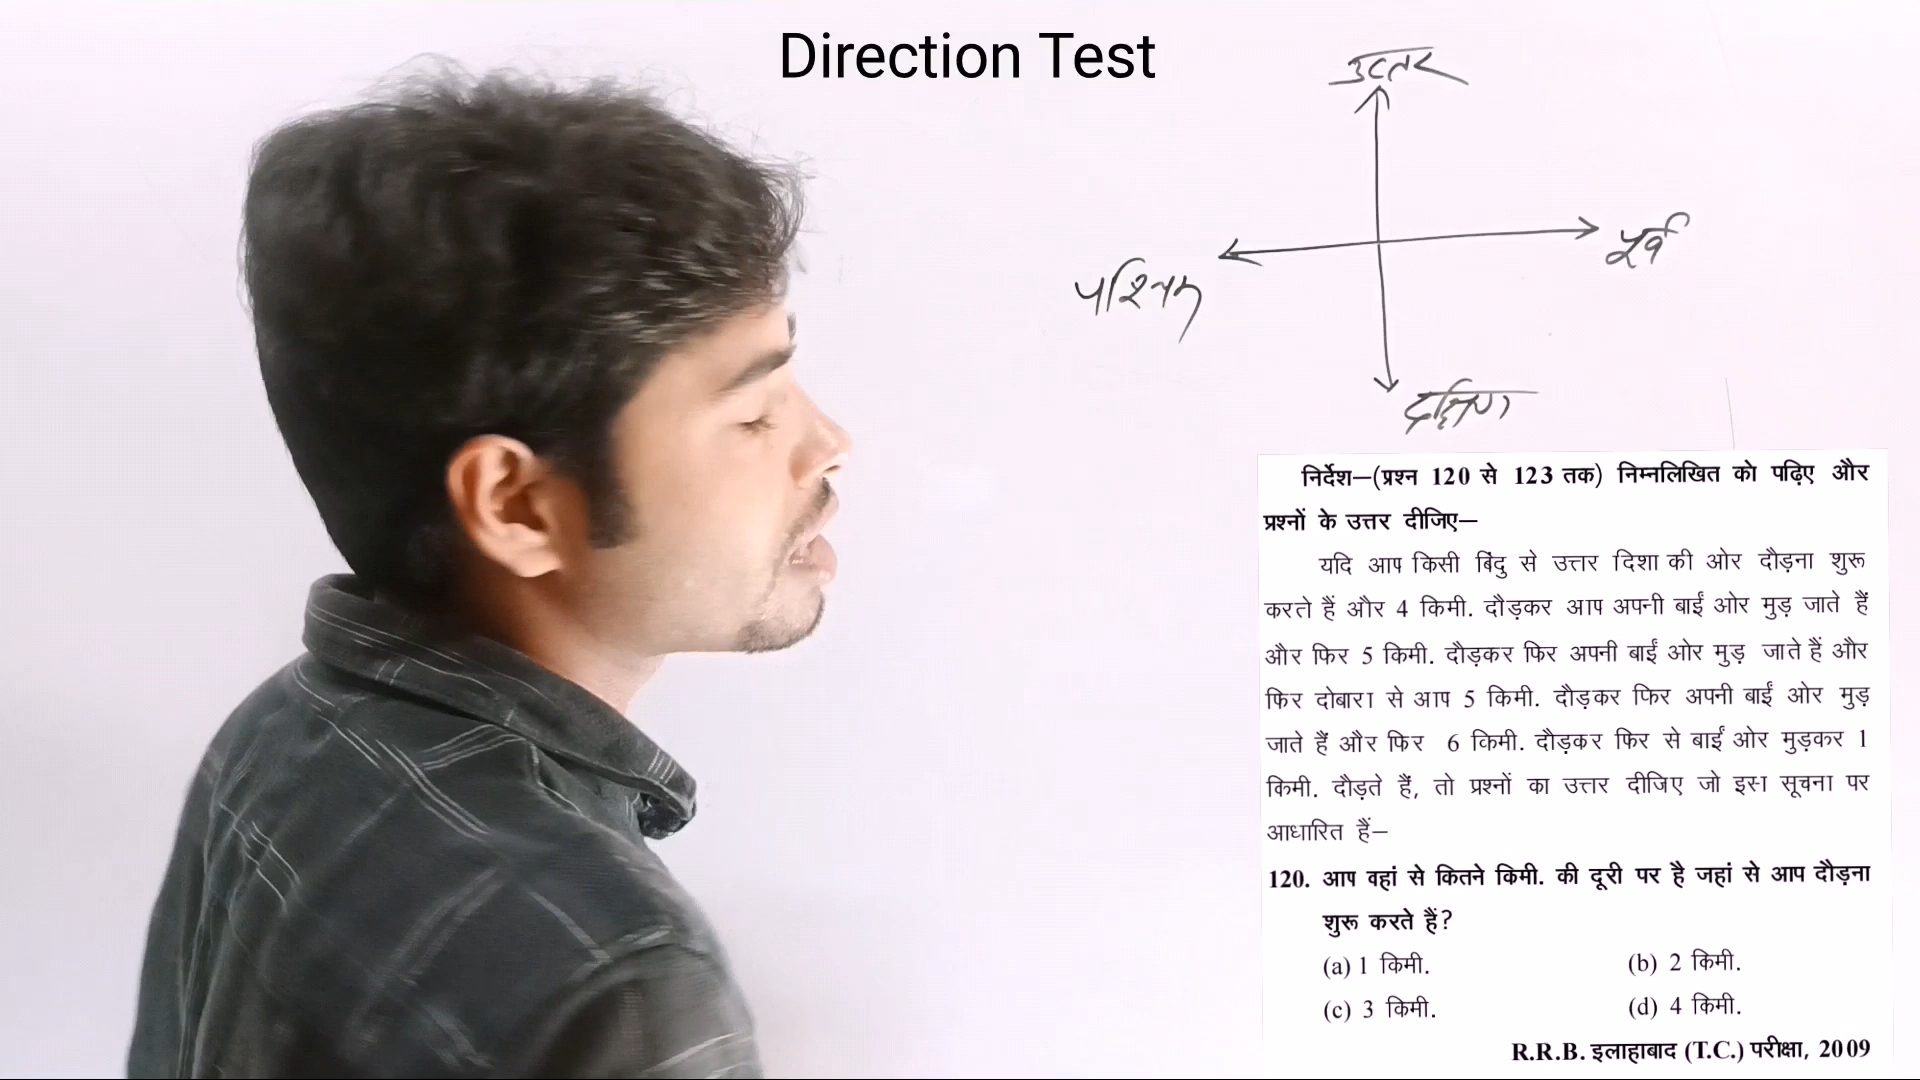 Direction Test
उत्तर
पूर्व
पश्चिम
दक्षिण
निर्देश–(प्रश्न 120 से 123 तक) निम्नलिखित को पढ़िए और
प्रश्नों के उत्तर दीजिए–
यदि आप किसी बिंदु से उत्तर दिशा की ओर दौड़ना शुरू
करते हैं और 4 किमी. दौड़कर आप अपनी बाईं ओर मुड़ जाते हैं
और फिर 5 किमी. दौड़कर फिर अपनी बाईं ओर मुड़ जाते हैं और
फिर दोबारा से आप 5 किमी. दौड़कर फिर अपनी बाईं ओर मुड़
जाते हैं और फिर 6 किमी. दौड़कर फिर से बाईं ओर मुड़कर 1
किमी. दौड़ते हैं, तो प्रश्नों का उत्तर दीजिए जो इस सूचना पर
आधारित हैं–
120. आप वहां से कितने किमी. की दूरी पर है जहां से आप दौड़ना
शुरू करते हैं?
(a) 1 किमी. (b) 2 किमी.
(c) 3 किमी. (d) 4 किमी.
R.R.B. इलाहाबाद (T.C.) परीक्षा, 2009